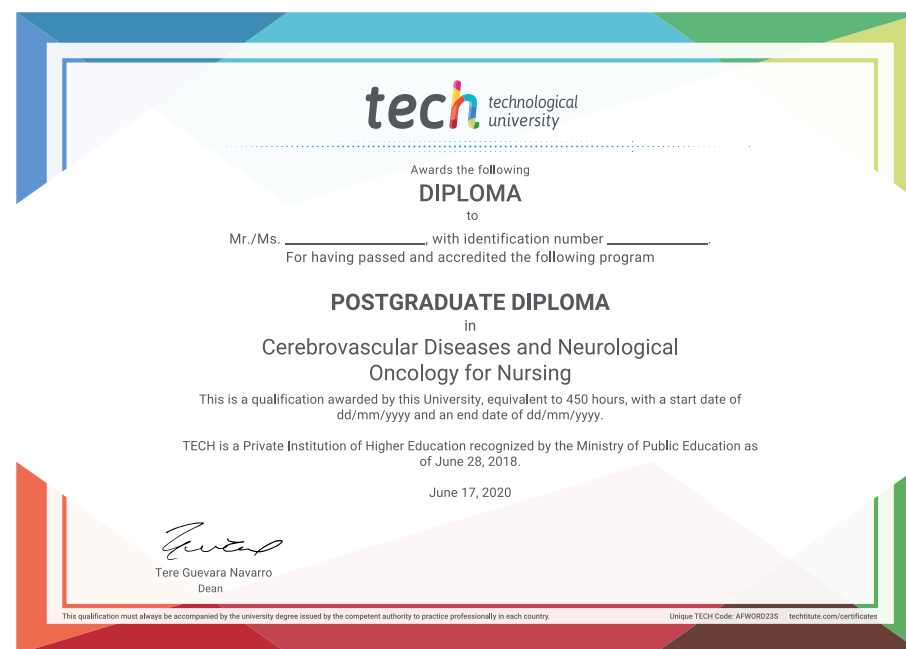 tech technological
university
Awards the following
DIPLOMA
to
Mr./Ms. ________________, with identification number ____________.
For having passed and accredited the following program
POSTGRADUATE DIPLOMA
in
Cerebrovascular Diseases and Neurological
Oncology for Nursing
This is a qualification awarded by this University, equivalent to 450 hours, with a start date of
dd/mm/yyyy and an end date of dd/mm/yyyy.
TECH is a Private Institution of Higher Education recognized by the Ministry of Public Education as
of June 28, 2018.
June 17, 2020
Tere Guevara Navarro
Dean
This qualification must always be accompanied by the university degree issued by the competent authority to practice professionally in each country. Unique TECH Code: AFWORD23S techtitute.com/certificates